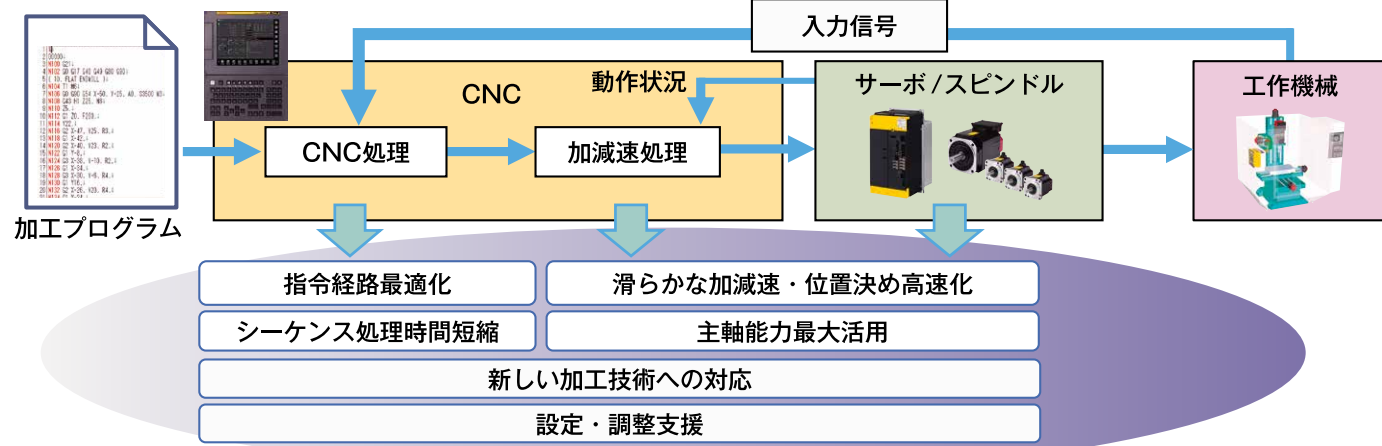 入力信号
CNC
動作状況
サーボ/スピンドル
工作機械
CNC処理
加減速処理
加工プログラム
指令経路最適化
滑らかな加減速・位置決め高速化
シーケンス処理時間短縮
主軸能力最大活用
新しい加工技術への対応
設定・調整支援